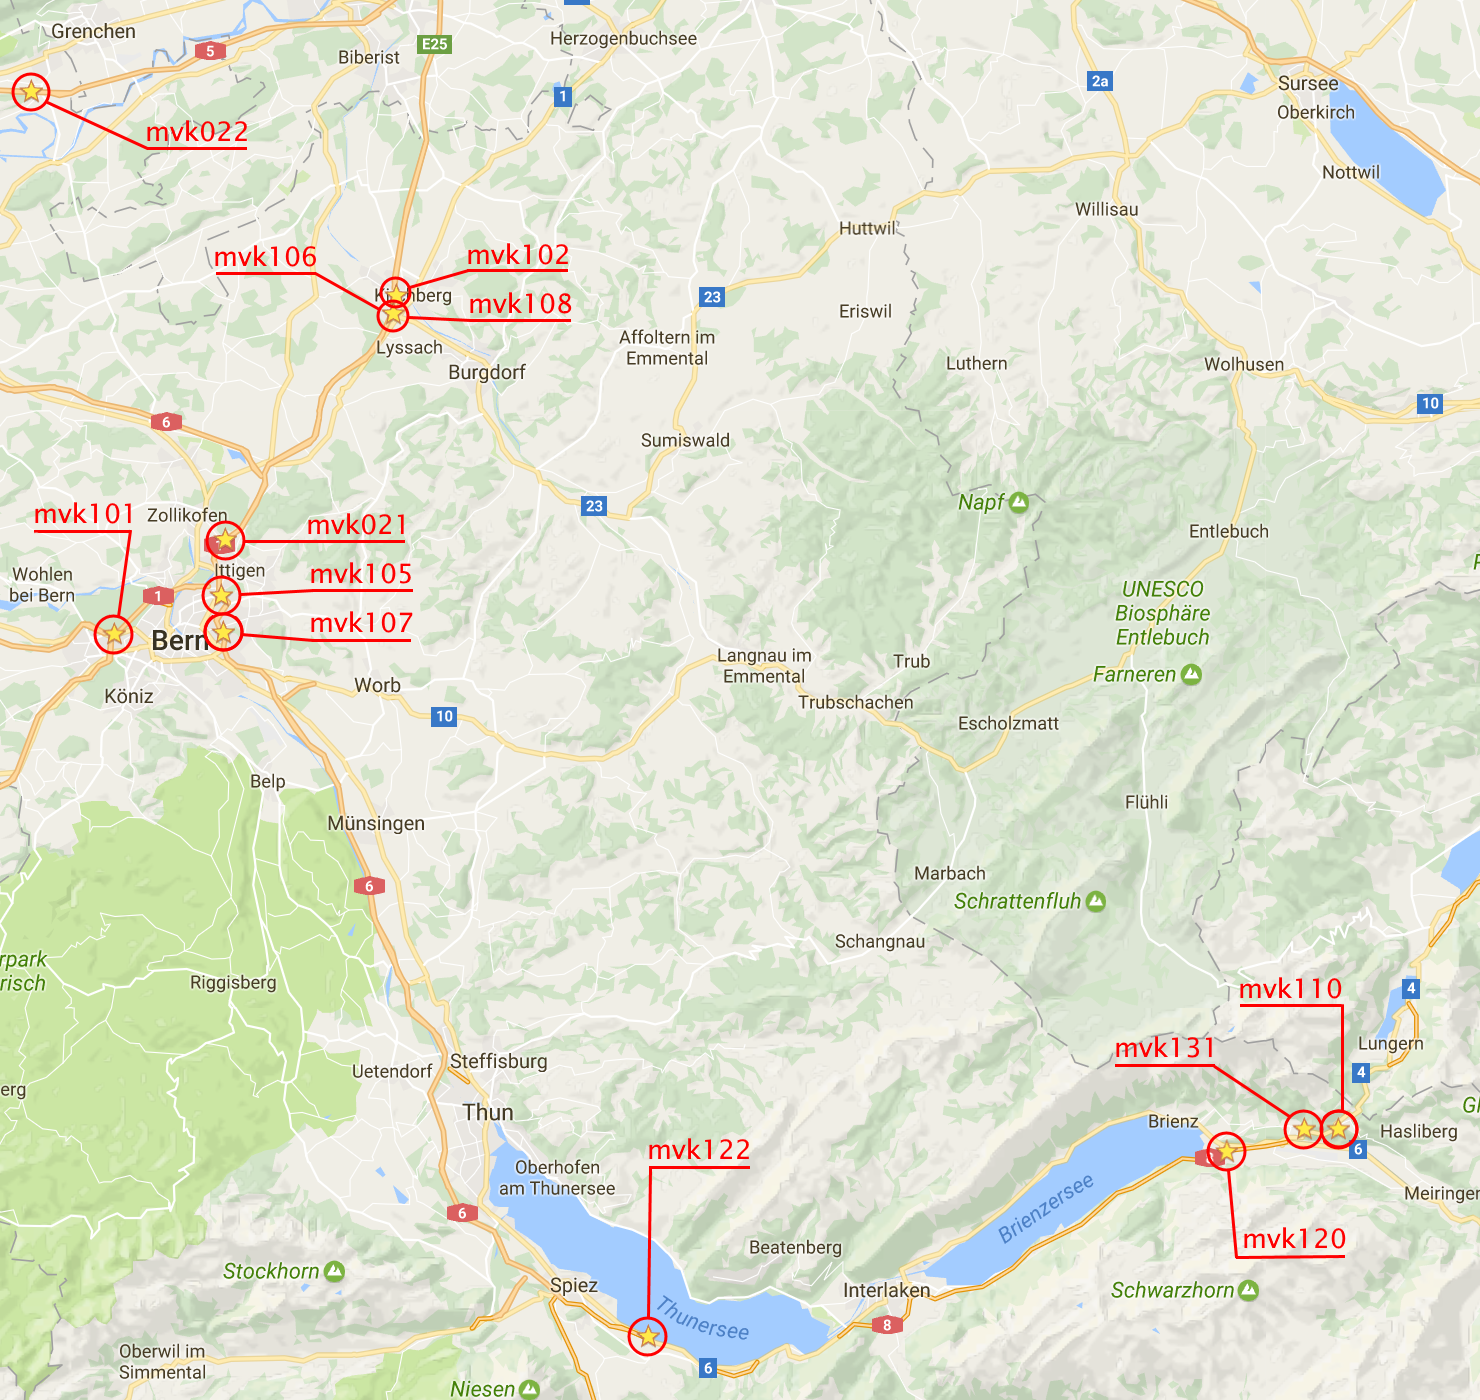 Grenchen
5
E25
Biberist
Herzogenbuchsee
1
2a
Sursee
Oberkirch
mvk022
Nottwil
Willisau
Huttwil
mvk106
mvk102
Kirchberg
23
mvk108
Eriswil
Lyssach
Affoltern im
Emmental
Burgdorf
Luthern
Wolhusen
10
6
Sumiswald
Napf
23
mvk101
Zollikofen
mvk021
Entlebuch
Ittigen
mvk105
Wohlen
bei Bern
1
UNESCO
Biosphäre
Entlebuch
mvk107
Bern
Langnau im
Emmental
Trub
Farneren
Köniz
Worb
10
Trubschachen
Escholzmatt
Belp
Flühli
Münsingen
6
Marbach
Schrattenfluh
Schangnau
rpark
risch
Riggisberg
mvk110
4
Lungern
mvk131
Steffisburg
Uetendorf
4
erg
Thun
Brienz
Hasliberg
6
mvk122
Oberhofen
am Thunersee
Meiringen
6
Brienzersee
mvk120
Beatenberg
Stockhorn
Spiez
Interlaken
Schwarzhorn
Thunersee
8
Oberwil im
Simmental
6
Niesen